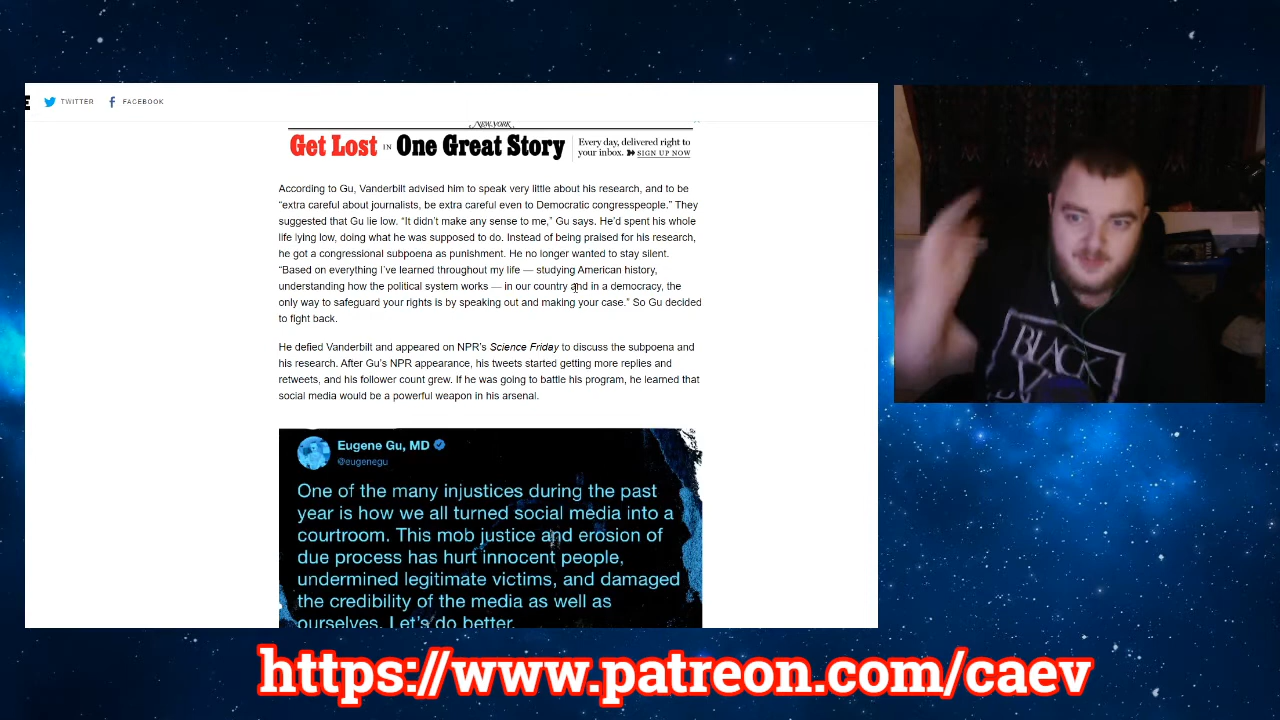 TWITTER
FACEBOOK
NEW YORK
Get Lost IN One Great Story
Every day, delivered right to
your inbox. SIGN UP NOW
According to Gu, Vanderbilt advised him to speak very little about his research, and to be
“extra careful about journalists, be extra careful even to Democratic congresspeople.” They
suggested that Gu lie low. “It didn’t make any sense to me,” Gu says. He’d spent his whole
life lying low, doing what he was supposed to do. Instead of being praised for his research,
he got a congressional subpoena as punishment. He no longer wanted to stay silent.
“Based on everything I’ve learned throughout my life — studying American history,
understanding how the political system works — in our country and in a democracy, the
only way to safeguard your rights is by speaking out and making your case.” So Gu decided
to fight back.
He defied Vanderbilt and appeared on NPR’s Science Friday to discuss the subpoena and
his research. After Gu’s NPR appearance, his tweets started getting more replies and
retweets, and his follower count grew. If he was going to battle his program, he learned that
social media would be a powerful weapon in his arsenal.
Eugene Gu, MD
@eugenegu
One of the many injustices during the past
year is how we all turned social media into a
courtroom. This mob justice and erosion of
due process has hurt innocent people,
undermined legitimate victims, and damaged
the credibility of the media as well as
ourselves. Let’s do better.
BLACK
https://www.patreon.com/caev